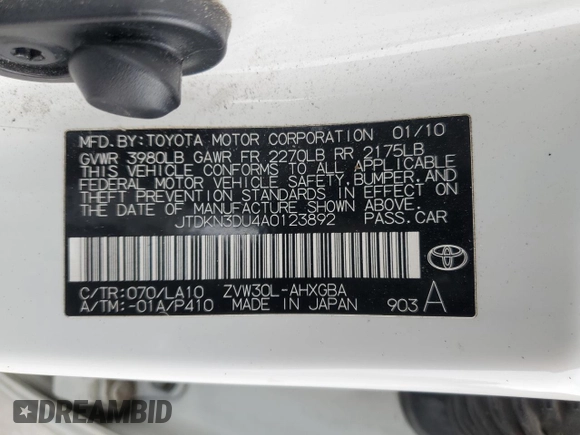 MFD. BY: TOYOTA MOTOR CORPORATION 01/10
GVWR 3980LB GAWR FR 2270LB RR 2175LB
THIS VEHICLE CONFORMS TO ALL APPLICABLE
FEDERAL MOTOR VEHICLE SAFETY, BUMPER, AND
THEFT PREVENTION STANDARDS IN EFFECT ON
THE DATE OF MANUFACTURE SHOWN ABOVE.
JTDKN3DU4A0123892 PASS. CAR
C/TR: 070/LA10 ZVW30L-AHXGBA
A/TM: -01A/P410 MADE IN JAPAN 903 A
DREAMBID